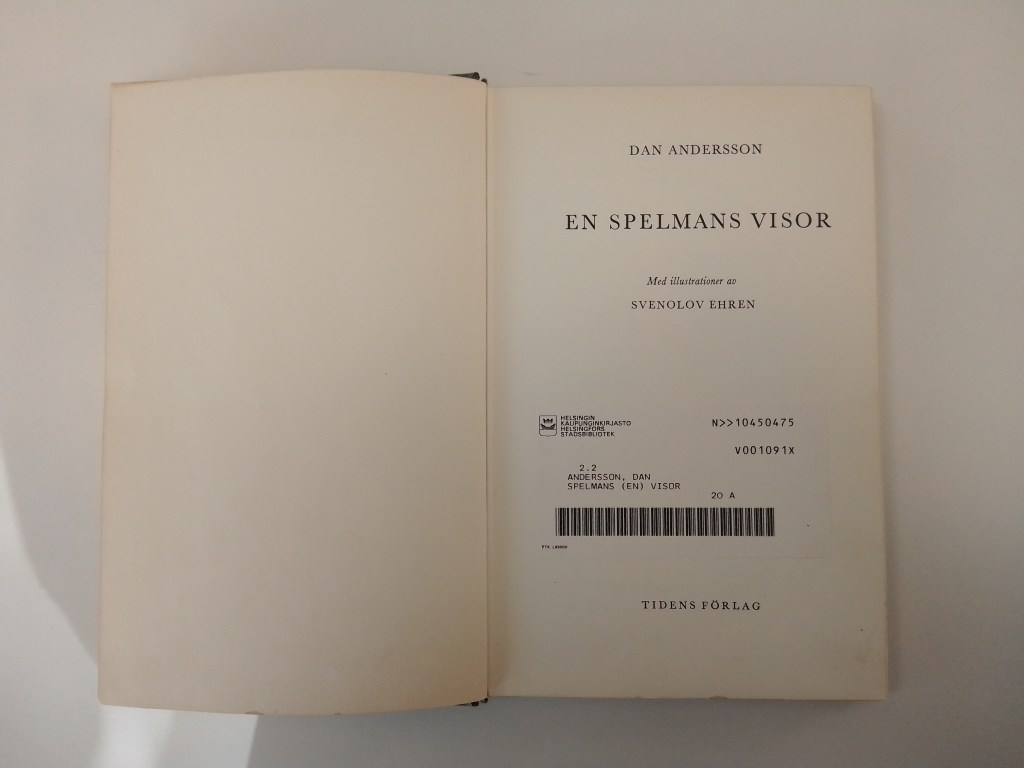 DAN ANDERSSON
EN SPELMANS VISOR
Med illustrationer av
SVENOLOV EHREN
HELSINGIN
KAUPUNGINKIRJASTO
HELSINGFORS
STADSBIBLIOTEK
N>>10450475
V001091X
2.2
ANDERSSON, DAN
SPELMANS (EN) VISOR
20 A
TIDENS FÖRLAG